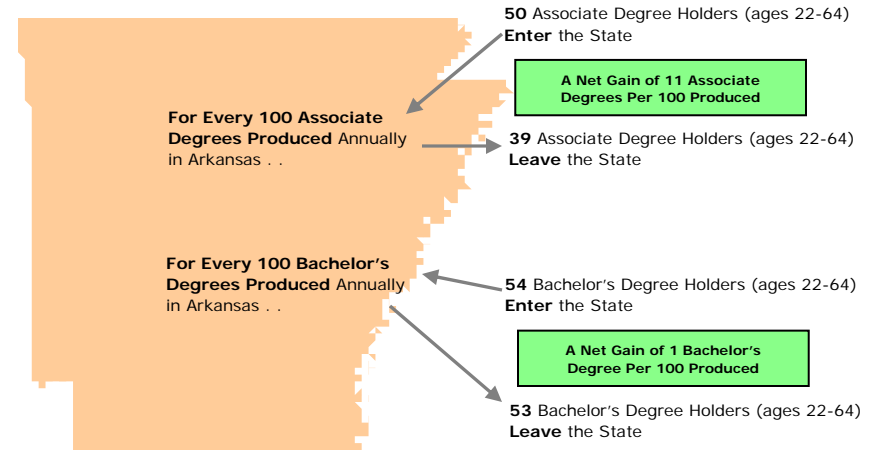 50 Associate Degree Holders (ages 22-64)
Enter the State
A Net Gain of 11 Associate
Degrees Per 100 Produced
For Every 100 Associate
Degrees Produced Annually
in Arkansas . .
39 Associate Degree Holders (ages 22-64)
Leave the State
For Every 100 Bachelor's
Degrees Produced Annually
in Arkansas . .
54 Bachelor's Degree Holders (ages 22-64)
Enter the State
A Net Gain of 1 Bachelor's
Degree Per 100 Produced
53 Bachelor's Degree Holders (ages 22-64)
Leave the State